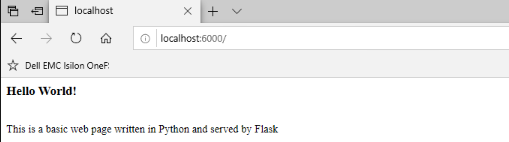 localhost
localhost:6000/
Dell EMC Isilon OneF
Hello World!
This is a basic web page written in Python and served by Flask